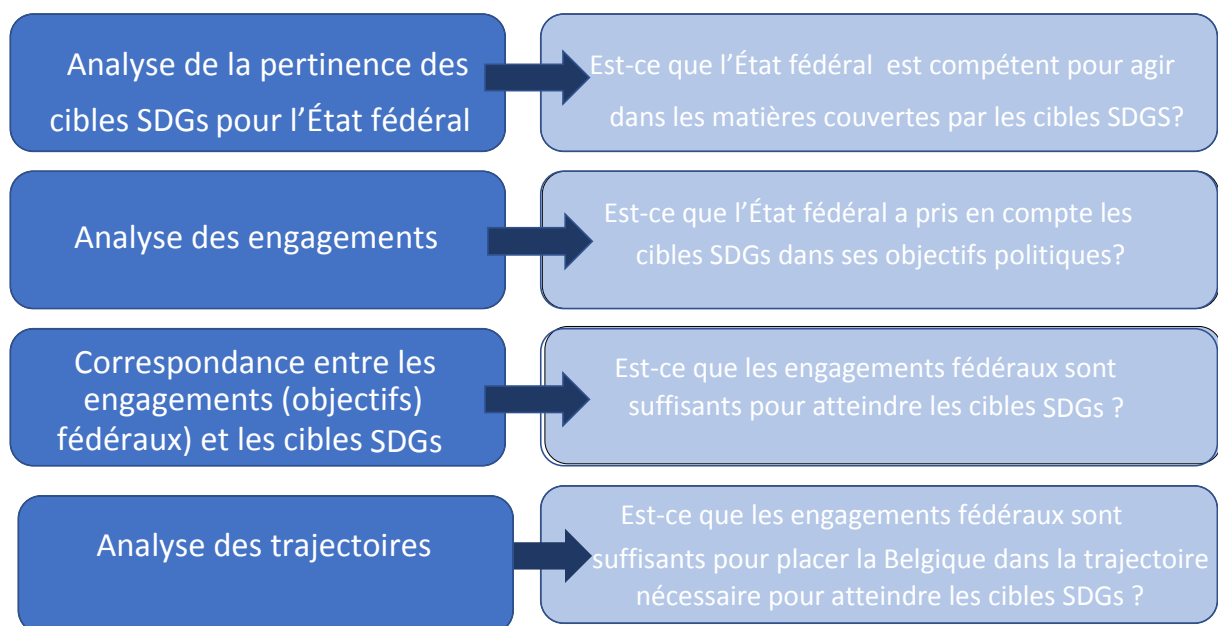 Analyse de la pertinence des
cibles SDGs pour l'État fédéral
Est-ce que l'État fédéral est compétent pour agir
dans les matières couvertes par les cibles SDGS?
Analyse des engagements
Est-ce que l'État fédéral a pris en compte les
cibles SDGs dans ses objectifs politiques?
Correspondance entre les
engagements (objectifs)
fédéraux) et les cibles SDGs
Est-ce que les engagements fédéraux sont
suffisants pour atteindre les cibles SDGs ?
Analyse des trajectoires
Est-ce que les engagements fédéraux sont
suffisants pour placer la Belgique dans la trajectoire
nécessaire pour atteindre les cibles SDGs ?